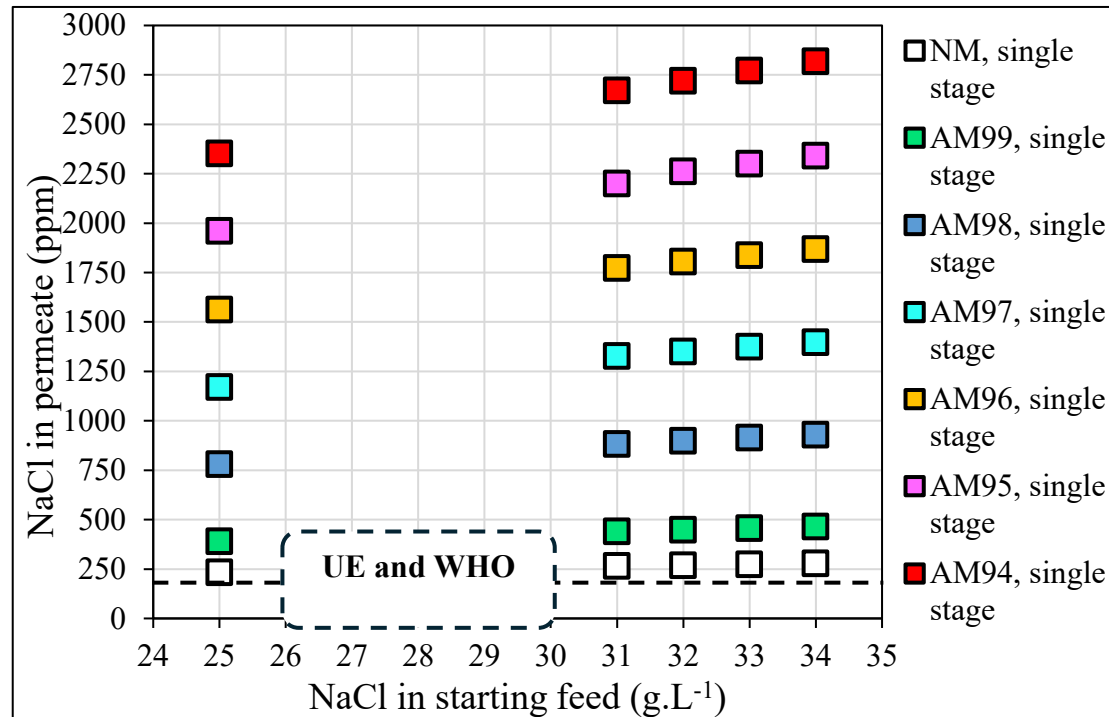 NaCl in permeate (ppm)
3000
2750
2500
2250
2000
1750
1500
1250
1000
750
500
250
0
UE and WHO
24 25 26 27 28 29 30 31 32 33 34 35
NaCl in starting feed (g.L-1)
NM, single
stage
AM99, single
stage
AM98, single
stage
AM97, single
stage
AM96, single
stage
AM95, single
stage
AM94, single
stage